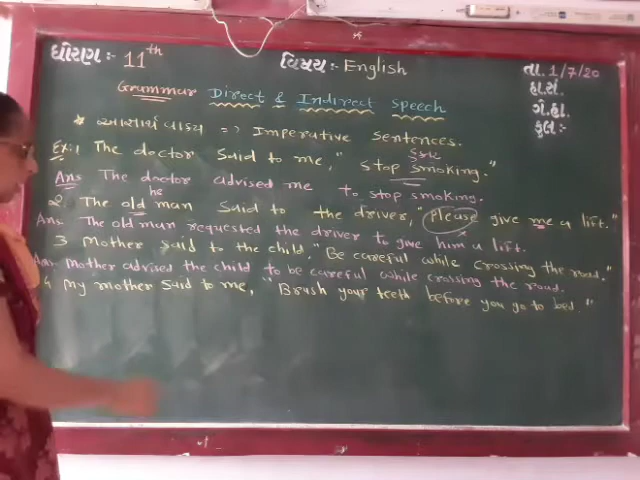 ધોરણ:- 11th
વિષય:- English
તા. 1/7/20
હા.સં.
ગે.હા.
કુલ:-
Grammar Direct & Indirect Speech
* આજ્ઞાર્થ વાક્ય => Imperative Sentences.
Ex:1 The doctor said to me, "Stop smoking."
Ans The doctor advised me to stop smoking.
he
2. The old man said to the driver, "Please give me a lift."
Ans The old man requested the driver to give him a lift.
3 Mother said to the child. "Be careful while crossing the road."
Ans. Mother advised the child to be careful while crossing the road.
4 My mother said to me, "Brush your teeth before you go to bed."